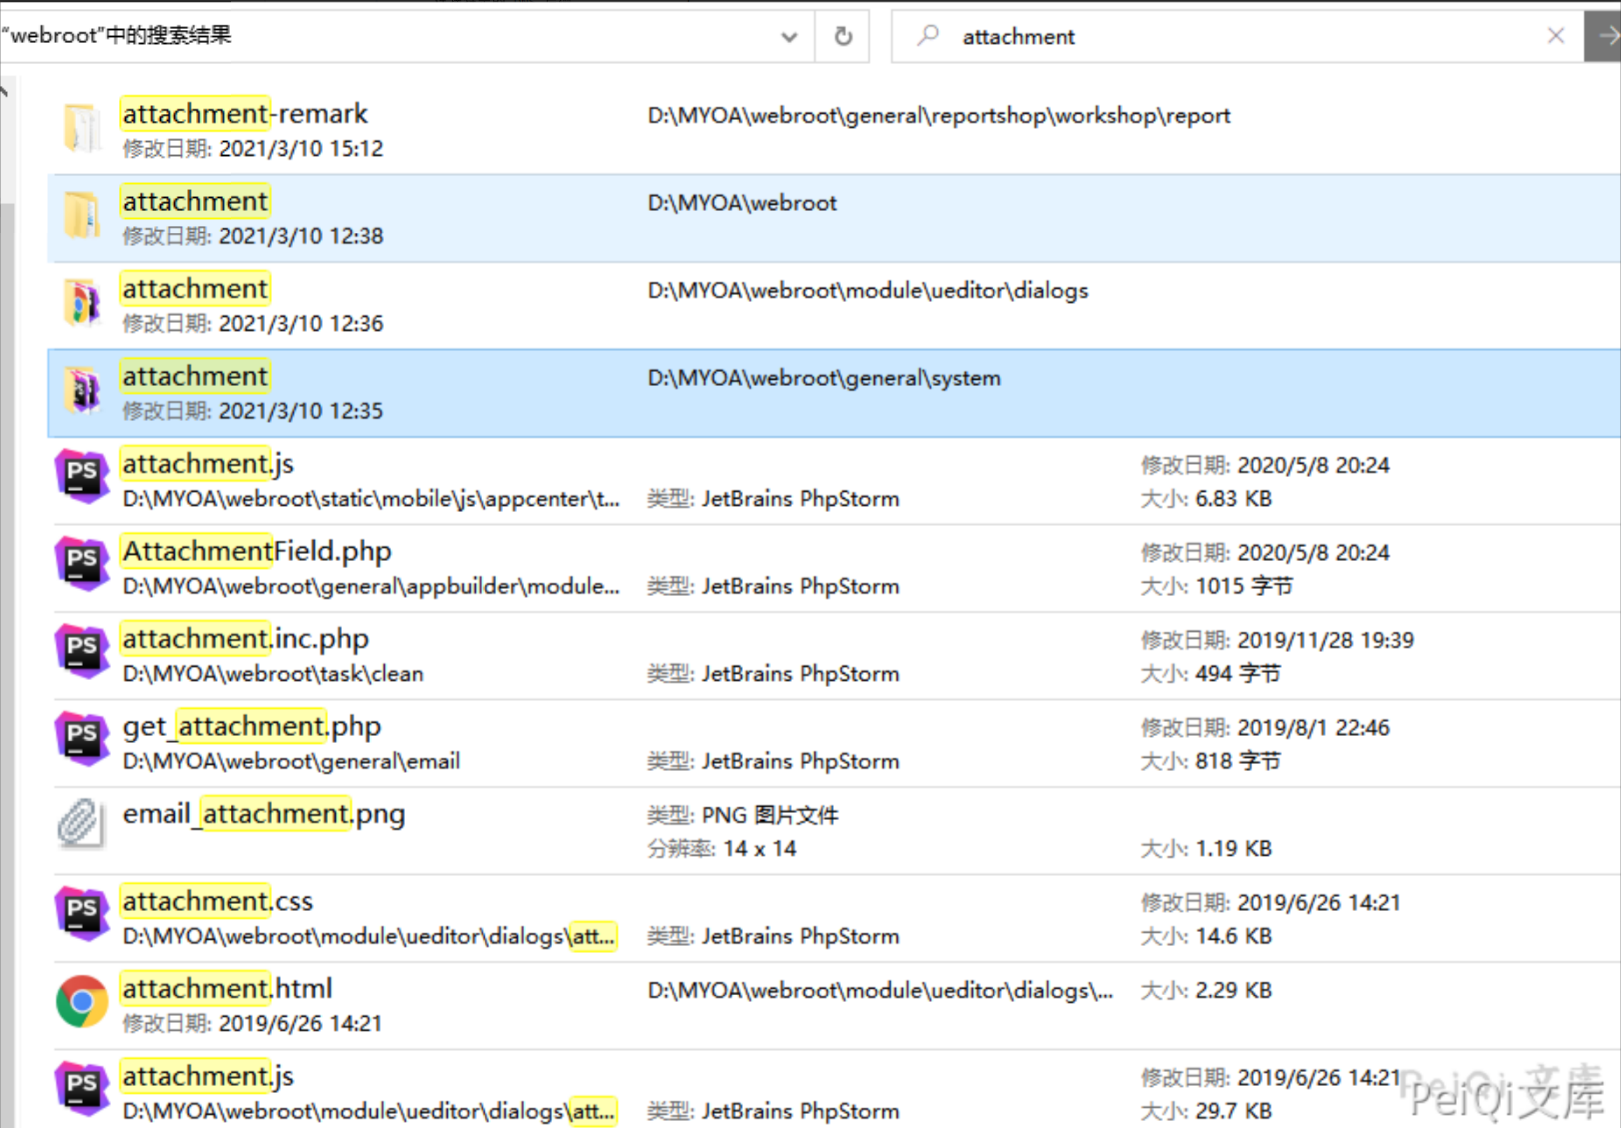 “webroot”中的搜索结果
attachment
attachment-remark
D:\MYOA\webroot\general\reportshop\workshop\report
修改日期: 2021/3/10 15:12
attachment
D:\MYOA\webroot
修改日期: 2021/3/10 12:38
attachment
D:\MYOA\webroot\module\ueditor\dialogs
修改日期: 2021/3/10 12:36
attachment
D:\MYOA\webroot\general\system
修改日期: 2021/3/10 12:35
attachment.js
修改日期: 2020/5/8 20:24
D:\MYOA\webroot\static\mobile\js\appcenter\t...
类型: JetBrains PhpStorm
大小: 6.83 KB
AttachmentField.php
修改日期: 2020/5/8 20:24
D:\MYOA\webroot\general\appbuilder\module...
类型: JetBrains PhpStorm
大小: 1015 字节
attachment.inc.php
修改日期: 2019/11/28 19:39
D:\MYOA\webroot\task\clean
类型: JetBrains PhpStorm
大小: 494 字节
get_attachment.php
修改日期: 2019/8/1 22:46
D:\MYOA\webroot\general\email
类型: JetBrains PhpStorm
大小: 818 字节
email_attachment.png
类型: PNG 图片文件
分辨率: 14 x 14
大小: 1.19 KB
attachment.css
修改日期: 2019/6/26 14:21
D:\MYOA\webroot\module\ueditor\dialogs\att...
类型: JetBrains PhpStorm
大小: 14.6 KB
attachment.html
D:\MYOA\webroot\module\ueditor\dialogs\...
大小: 2.29 KB
修改日期: 2019/6/26 14:21
attachment.js
修改日期: 2019/6/26 14:21
D:\MYOA\webroot\module\ueditor\dialogs\att...
类型: JetBrains PhpStorm
大小: 29.7 KB
PeiQi文库
PeiQi文库